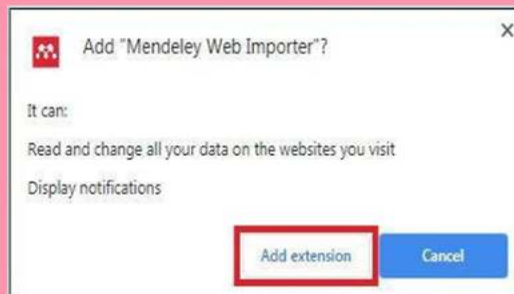 Add "Mendeley Web Importer"?
It can:
Read and change all your data on the websites you visit
Display notifications
Add extension
Cancel